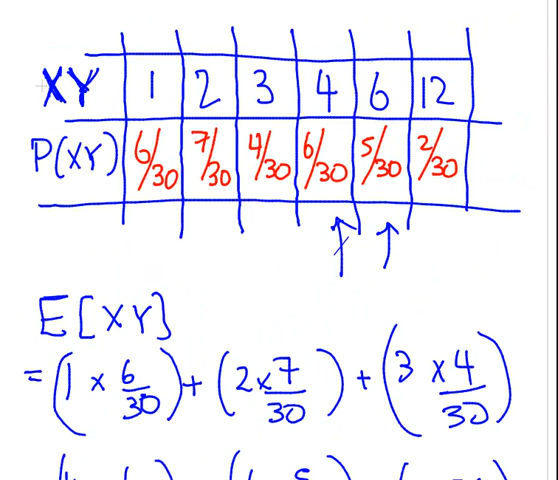 XY 1 2 3 4 6 12
P(XY) 6/30 7/30 4/30 6/30 5/30 2/30
E[XY]
= (1 × 6/30) + (2 × 7/30) + (3 × 4/30)